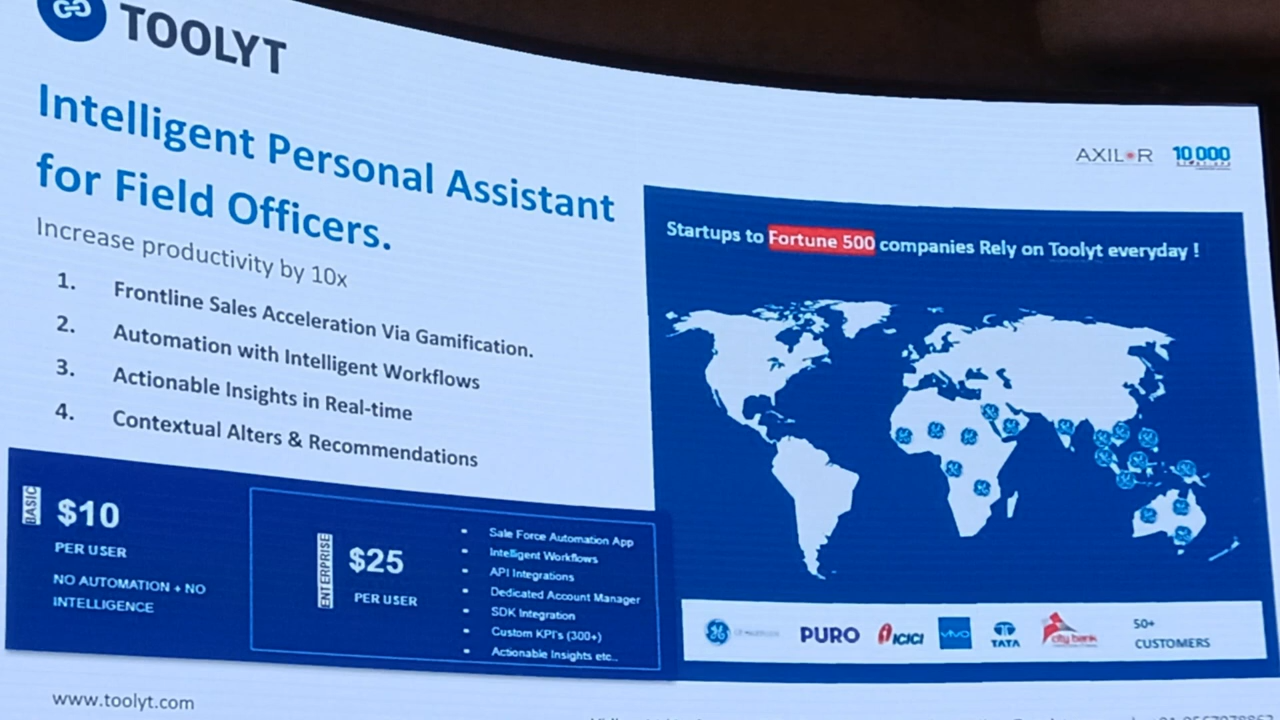 TOOLYT
Intelligent Personal Assistant
for Field Officers.
Increase productivity by 10x
1. Frontline Sales Acceleration Via Gamification.
2. Automation with Intelligent Workflows
3. Actionable Insights in Real-time
4. Contextual Alters & Recommendations
BASIC
$10
PER USER
NO AUTOMATION + NO
INTELLIGENCE
ENTERPRISE
$25
PER USER
• Sale Force Automation App
• Intelligent Workflows
• API Integrations
• Dedicated Account Manager
• SDK Integration
• Custom KPI's (300+)
• Actionable Insights etc..
AXILOR
10 000
Startups to Fortune 500 companies Rely on Toolyt everyday !
PURO
ICICI
vivo
TATA
city bank
50+
CUSTOMERS
www.toolyt.com